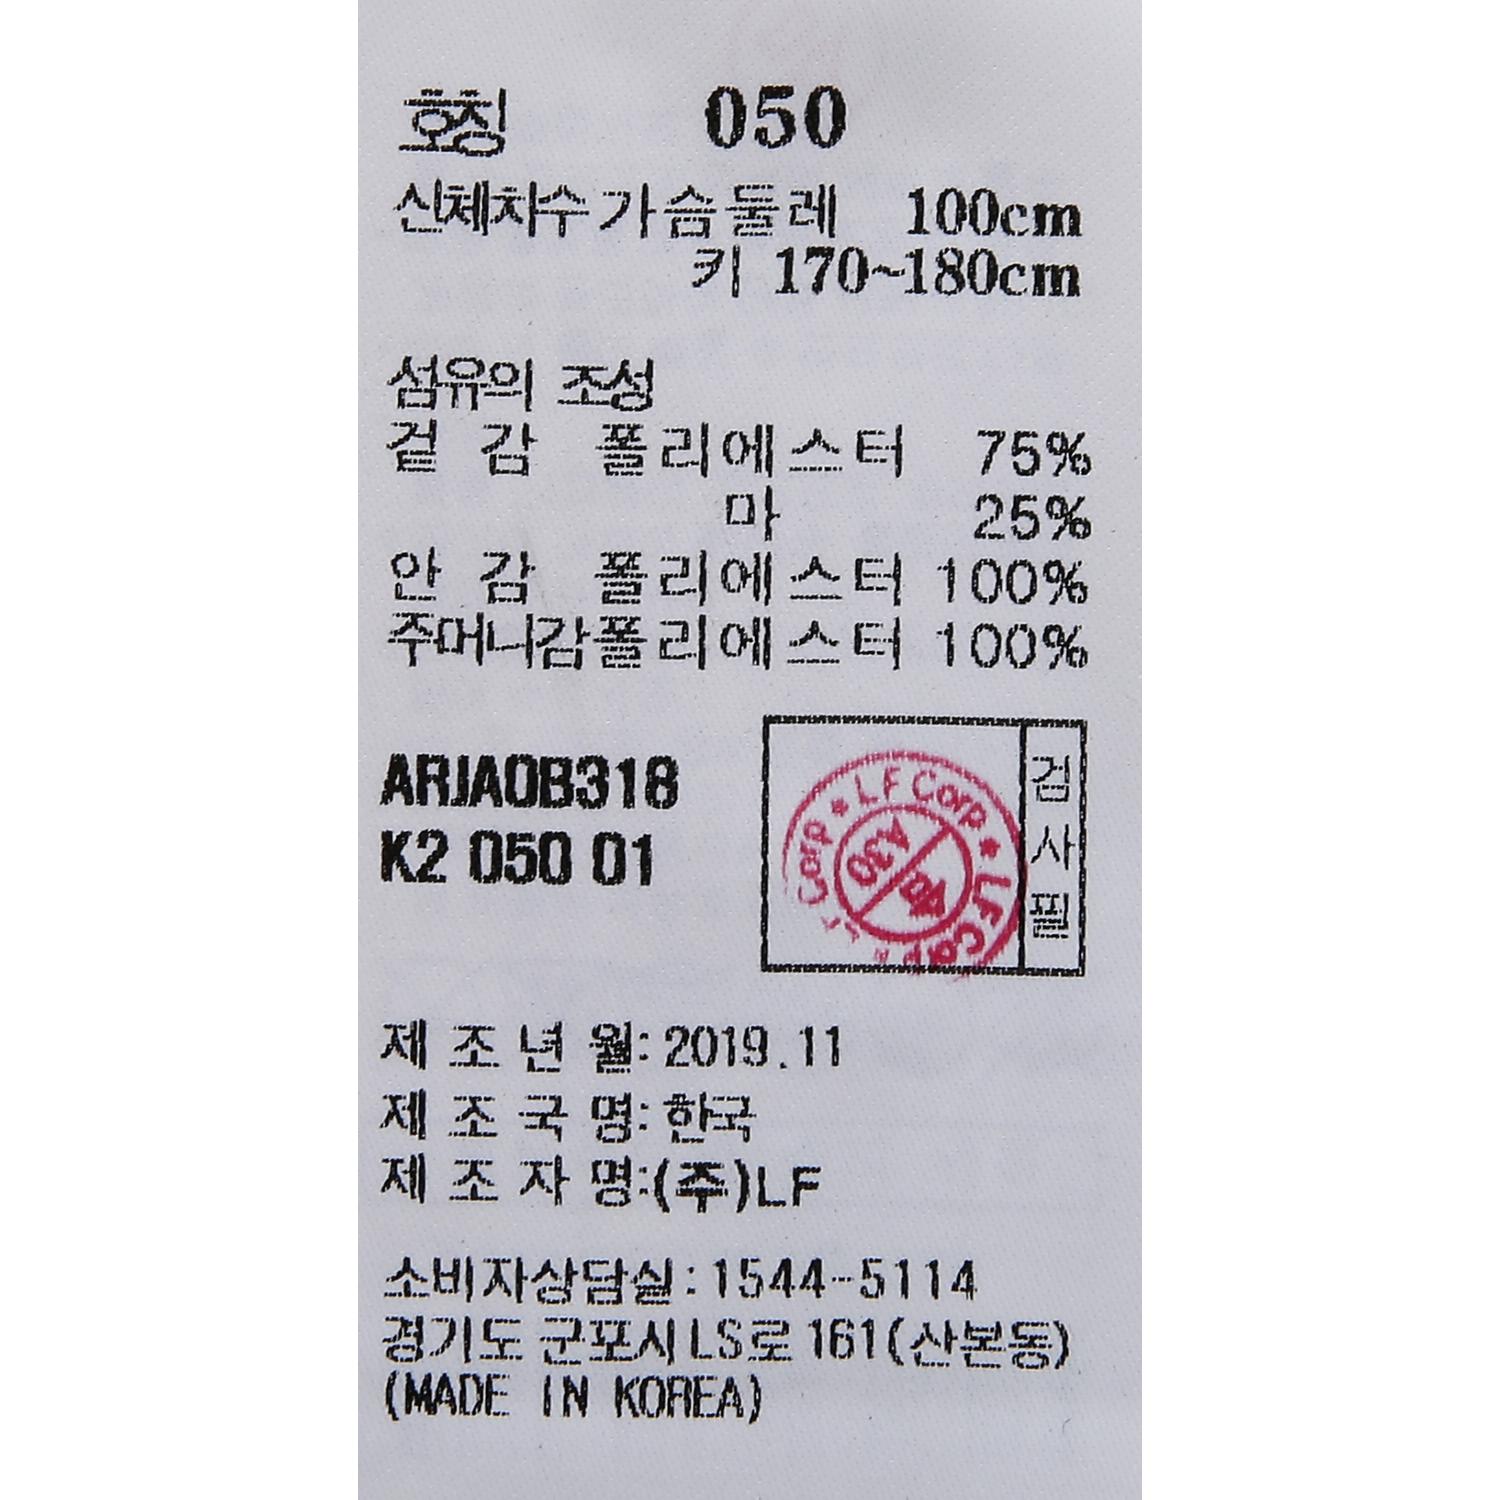 호칭 050
신체치수 가슴둘레 100cm
키 170~180cm
섬유의 조성
겉감 폴리에스터 75%
마 25%
안감 폴리에스터 100%
주머니감 폴리에스터 100%
ARJA0B318
K2 050 01
LF Corp * LF Corp
A30
검사필
제조년월: 2019.11
제조국명: 한국
제조자명: (주)LF
소비자상담실: 1544-5114
경기도 군포시 LS로 161(산본동)
(MADE IN KOREA)